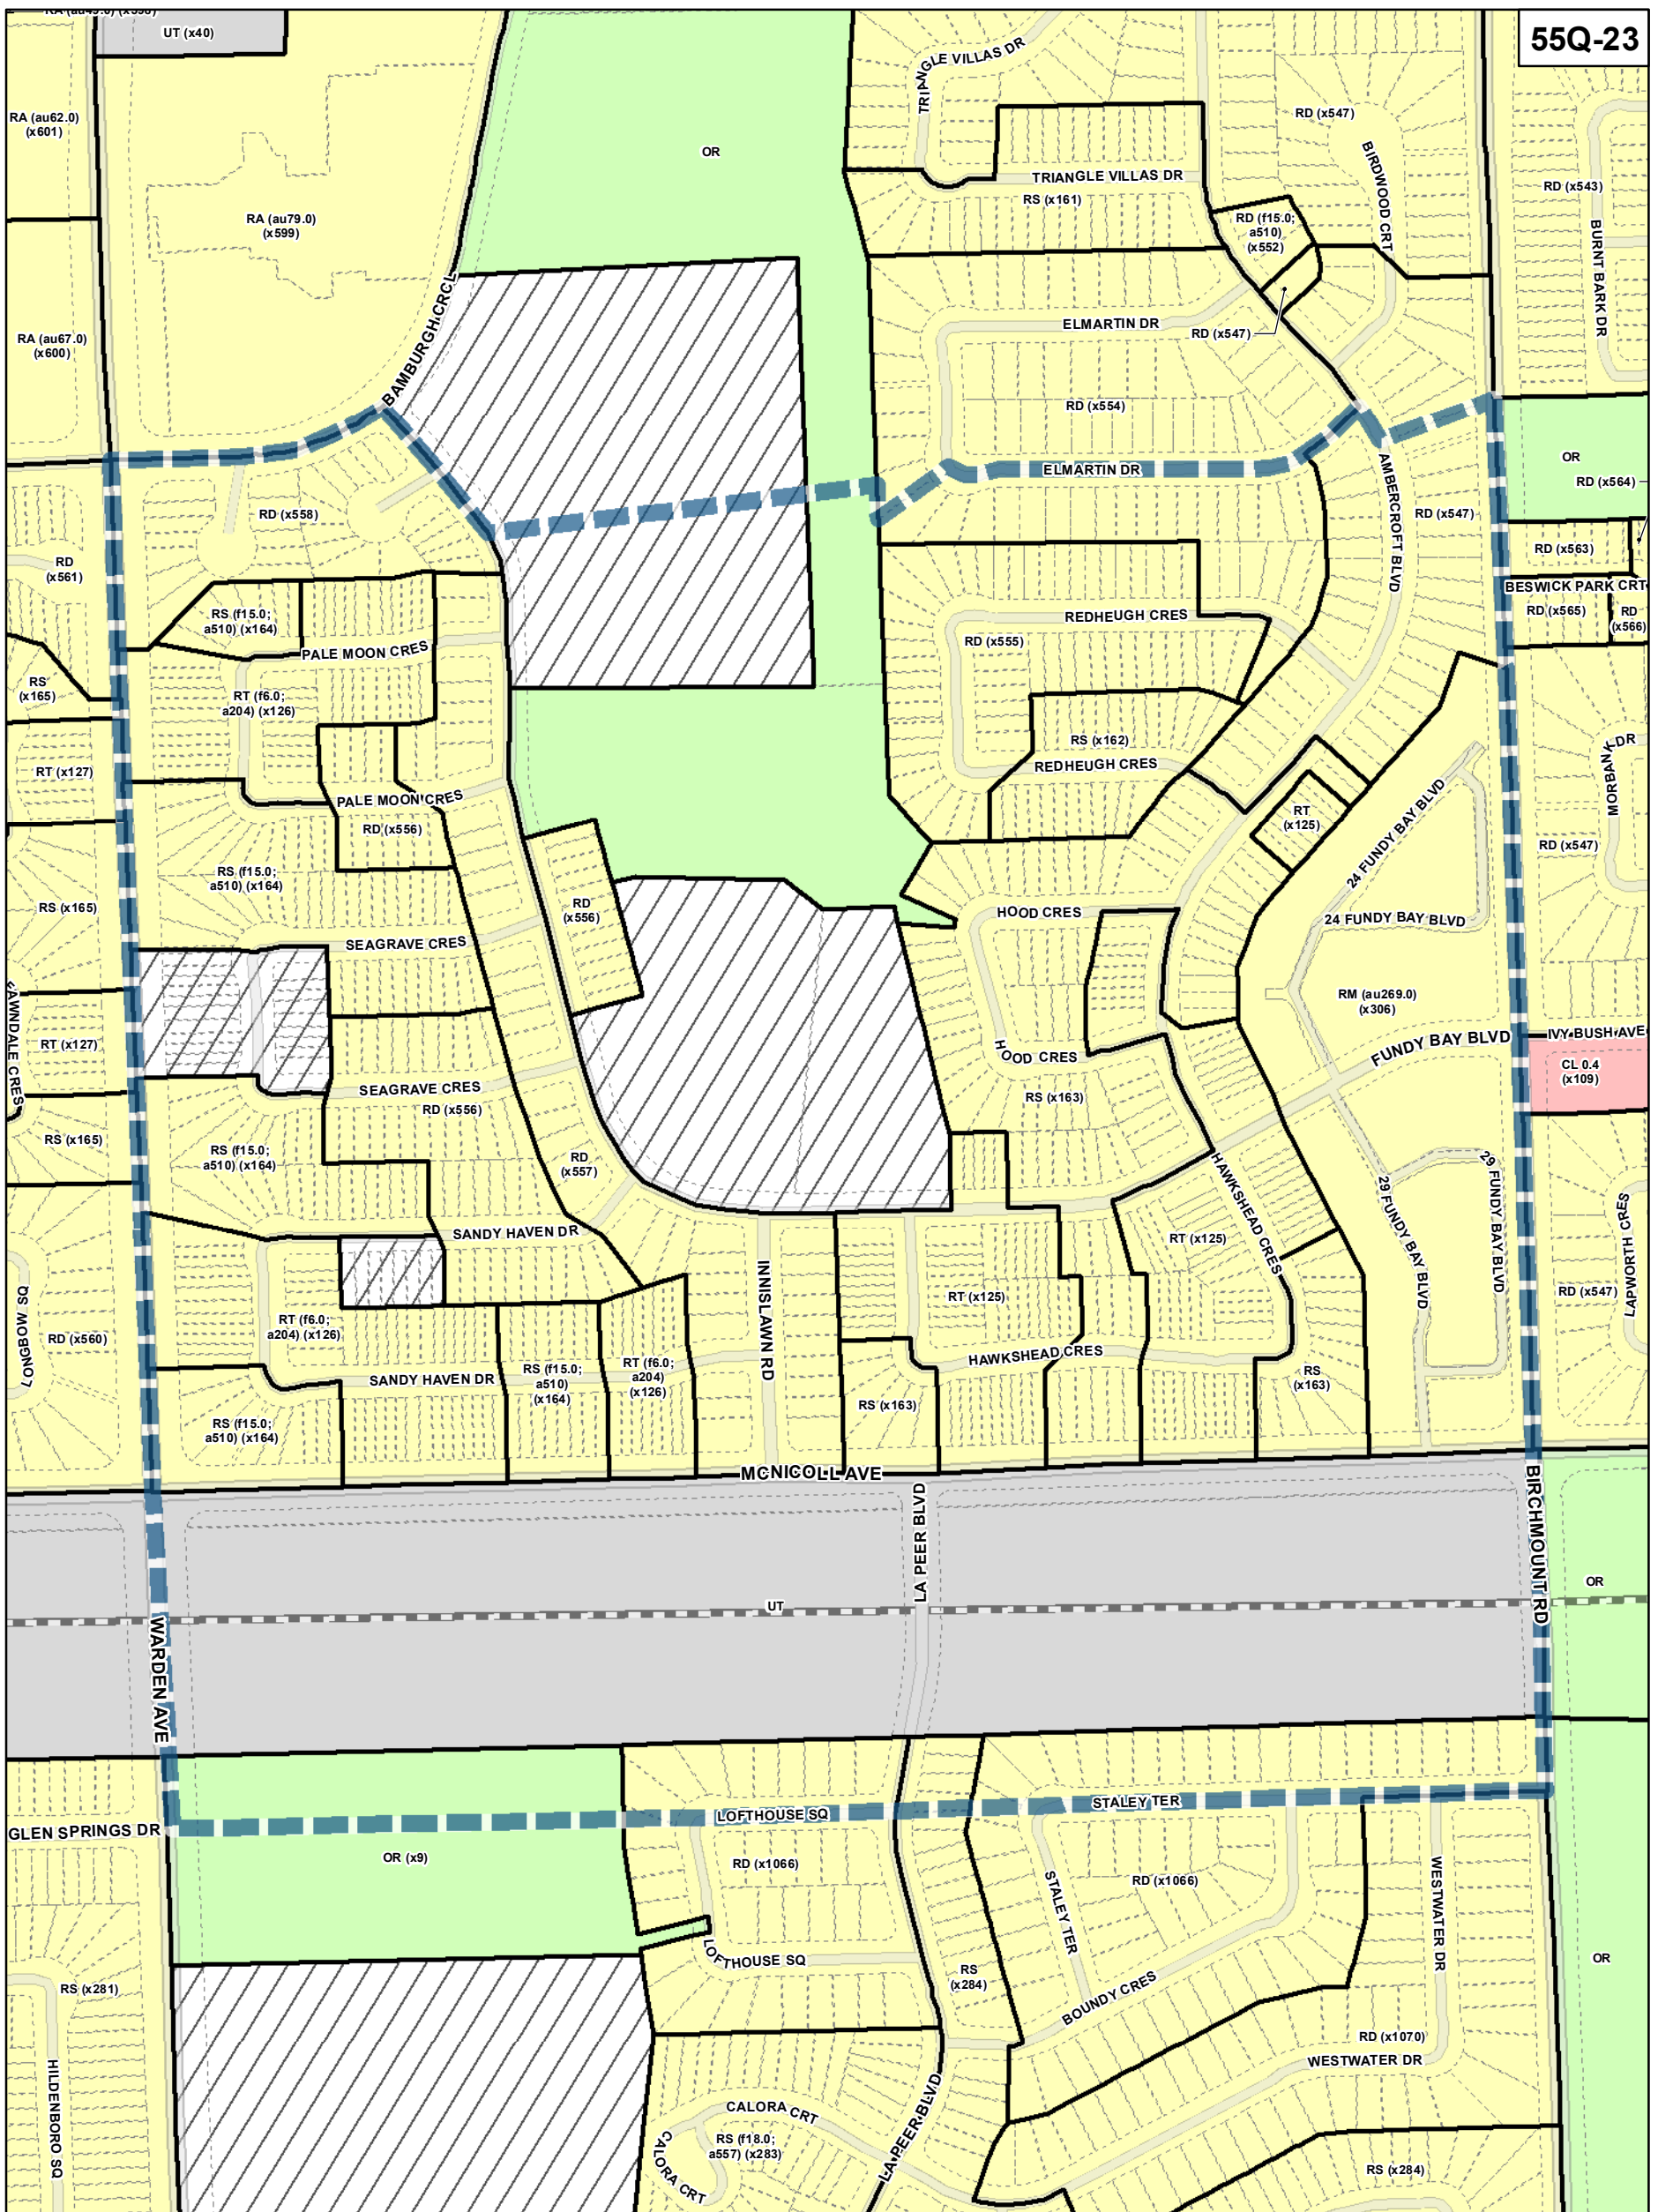 RA (au45.0) (x598)
UT (x40)
55Q-23
TRIANGLE VILLAS DR
RA (au62.0)
(x601)
OR
RD (x547)
BIRDWOOD CRT
TRIANGLE VILLAS DR
RS (x161)
RD (x543)
BURNT BARK DR
RA (au79.0)
(x599)
RD (f15.0;
a510)
(x552)
BAMBURGH CRCL
RA (au67.0)
(x600)
ELMARTIN DR
RD (x547)
RD (x554)
ELMARTIN DR
AMBERCROFT BLVD
OR
RD (x564)
RD (x558)
RD (x547)
RD
(x561)
RD (x563)
BESWICK PARK CRT
RS (f15.0;
a510) (x164)
REDHEUGH CRES
RD (x565)
RD
(x566)
PALE MOON CRES
RD (x555)
RS
(x165)
RT (f6.0;
a204) (x126)
RS (x162)
MORBANK DR
RT (x127)
REDHEUGH CRES
PALE MOON CRES
24 FUNDY BAY BLVD
RD (x556)
RT
(x125)
RD (x547)
RS (f15.0;
a510) (x164)
RS (x165)
RD
(x556)
HOOD CRES
24 FUNDY BAY BLVD
SEAGRAVE CRES
FAWNDALE CRES
RM (au269.0)
(x306)
RT (x127)
HOOD CRES
FUNDY BAY BLVD
IVY BUSH AVE
CL 0.4
(x109)
SEAGRAVE CRES
RD (x556)
RS (x163)
RS (x165)
RS (f15.0;
a510) (x164)
RD
(x557)
HAWKSHEAD CRES
29 FUNDY BAY BLVD
29 FUNDY BAY BLVD
LAPWORTH CRES
SANDY HAVEN DR
RT (x125)
INNISLAWN RD
LONGBOW SQ
RT (x125)
RD (x547)
RD (x560)
RT (f6.0;
a204) (x126)
HAWKSHEAD CRES
SANDY HAVEN DR
RS (f15.0;
a510)
(x164)
RT (f6.0;
a204)
(x126)
RS
(x163)
RS (x163)
RS (f15.0;
a510) (x164)
MCNICOLL AVE
LA PEER BLVD
BIRCHMOUNT RD
OR
UT
WARDEN AVE
STALEY TER
LOFTHOUSE SQ
GLEN SPRINGS DR
OR (x9)
RD (x1066)
STALEY TER
RD (x1066)
WESTWATER DR
LOFTHOUSE SQ
OR
RS (x281)
RS
(x284)
BOUNDY CRES
RD (x1070)
WESTWATER DR
HILDENBORO SQ
LA PEER BLVD
CALORA CRT
RS (f18.0;
a557) (x283)
CALORA CRT
RS (x284)